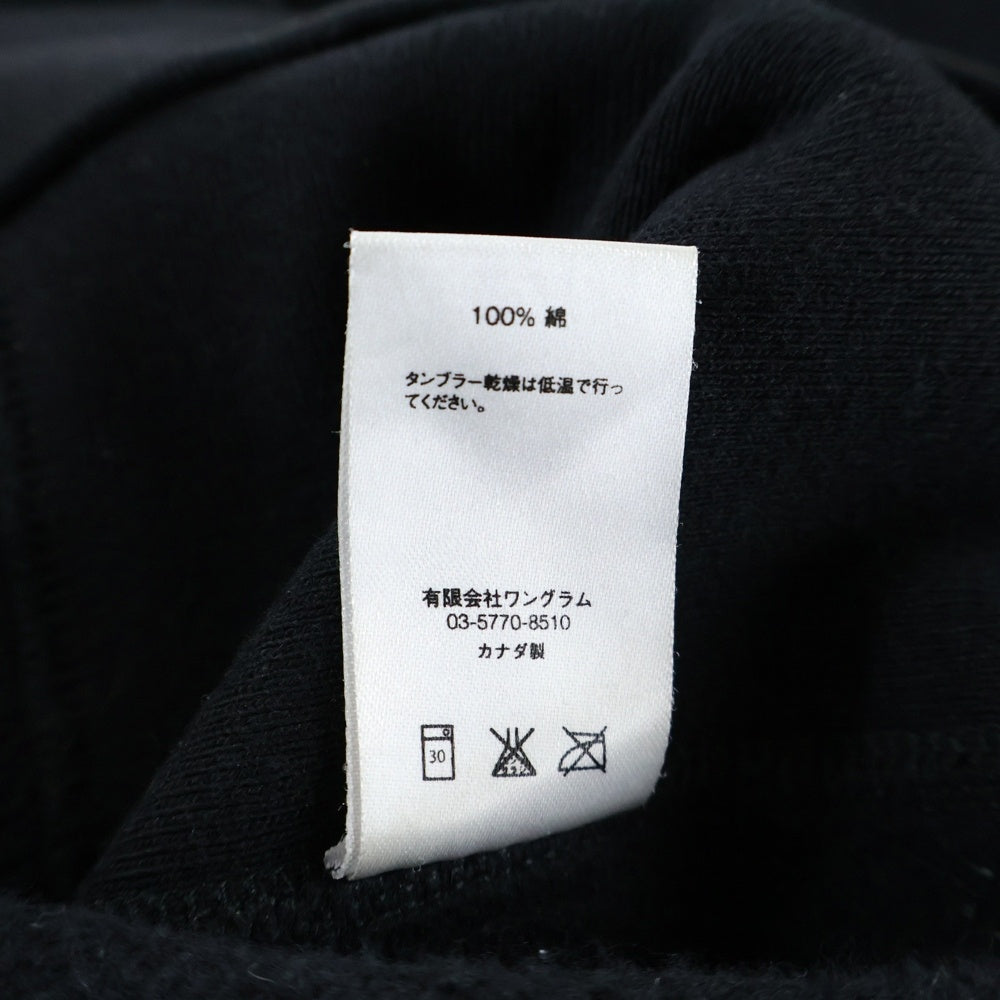 100% 綿
タンブラー乾燥は低温で行っ
てください。
有限会社ワングラム
03-5770-8510
カナダ製
30